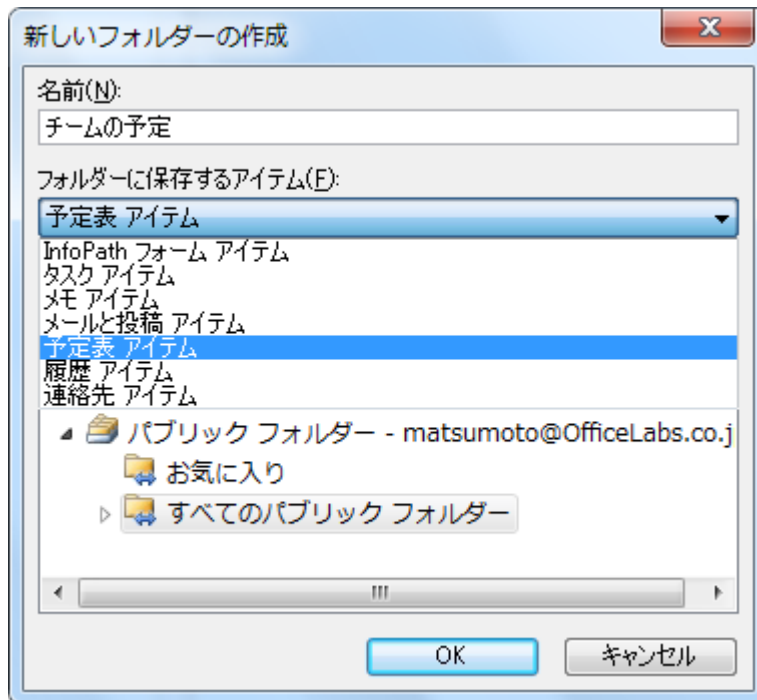 新しいフォルダーの作成
名前(N):
チームの予定
フォルダーに保存するアイテム(F):
予定表 アイテム
InfoPath フォーム アイテム
タスク アイテム
メモ アイテム
メールと投稿 アイテム
予定表 アイテム
履歴 アイテム
連絡先 アイテム
パブリック フォルダー - matsumoto@OfficeLabs.co.j
お気に入り
すべてのパブリック フォルダー
OK
キャンセル